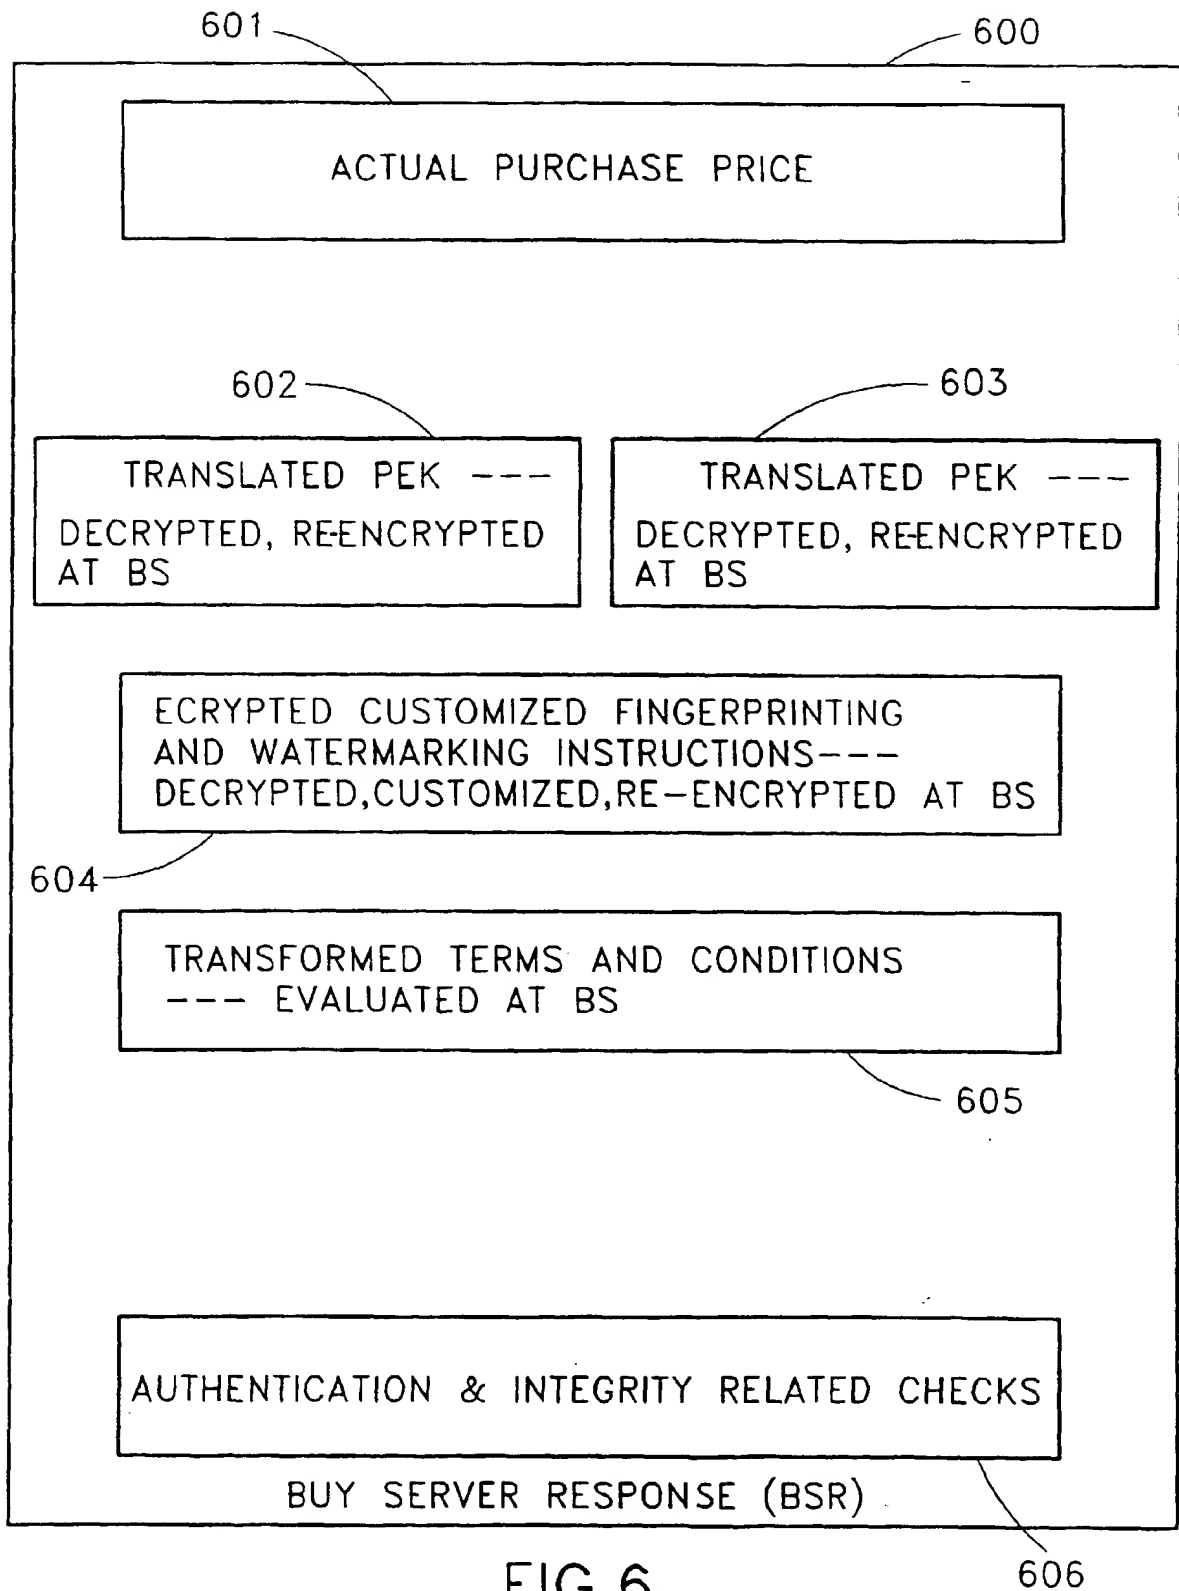 601
600
ACTUAL PURCHASE PRICE
602
603
TRANSLATED PEK ---
DECRYPTED, RE-ENCRYPTED
AT BS
TRANSLATED PEK ---
DECRYPTED, RE-ENCRYPTED
AT BS
ECRYPTED CUSTOMIZED FINGERPRINTING
AND WATERMARKING INSTRUCTIONS---
DECRYPTED,CUSTOMIZED,RE-ENCRYPTED AT BS
604
TRANSFORMED TERMS AND CONDITIONS
--- EVALUATED AT BS
605
AUTHENTICATION & INTEGRITY RELATED CHECKS
BUY SERVER RESPONSE (BSR)
606
FIG.6